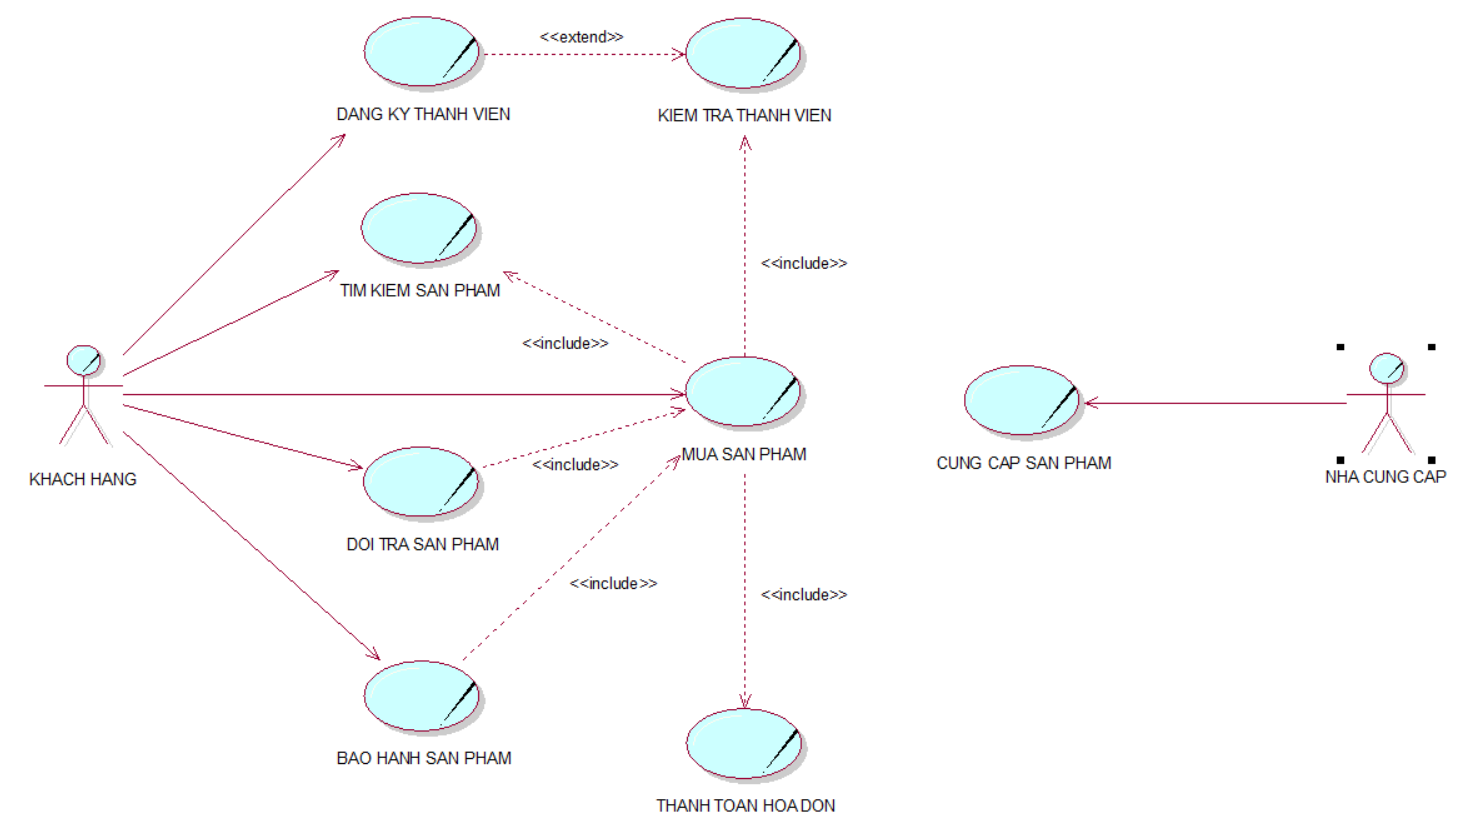 <<extend>>
DANG KY THANH VIEN
KIEM TRA THANH VIEN
<<include>>
TIM KIEM SAN PHAM
<<include>>
MUA SAN PHAM
<<include>>
CUNG CAP SAN PHAM
NHA CUNG CAP
KHACH HANG
DOI TRA SAN PHAM
<<include>>
<<include>>
BAO HANH SAN PHAM
THANH TOAN HOA DON